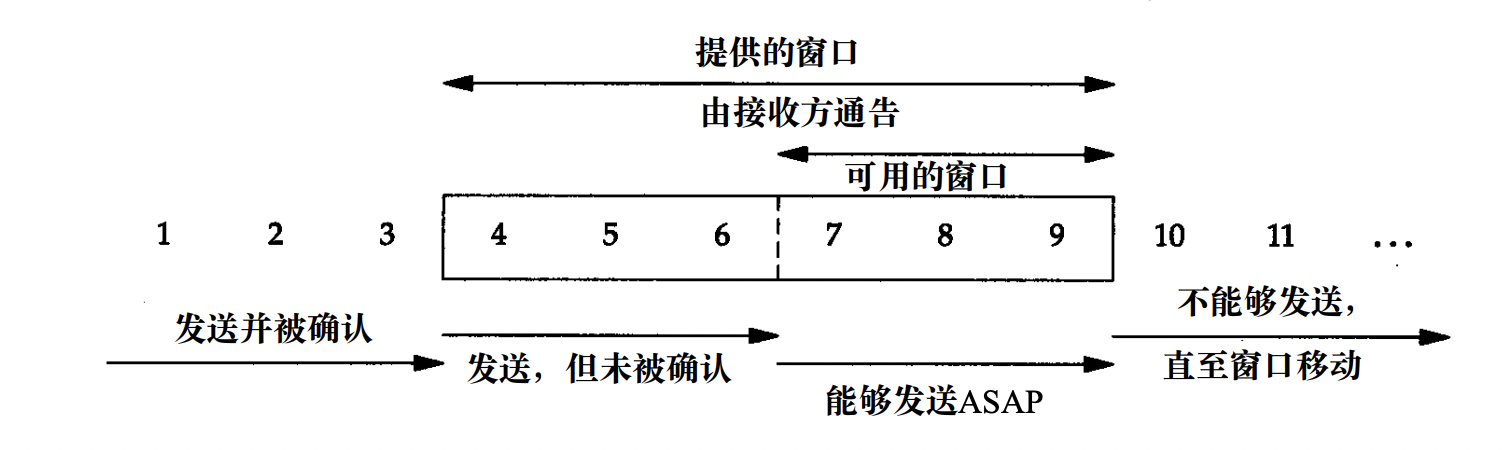 提供的窗口
由接收方通告
可用的窗口
1 2 3 4 5 6 7 8 9 10 11 ...
发送并被确认
发送，但未被确认
能够发送ASAP
不能够发送，
直至窗口移动